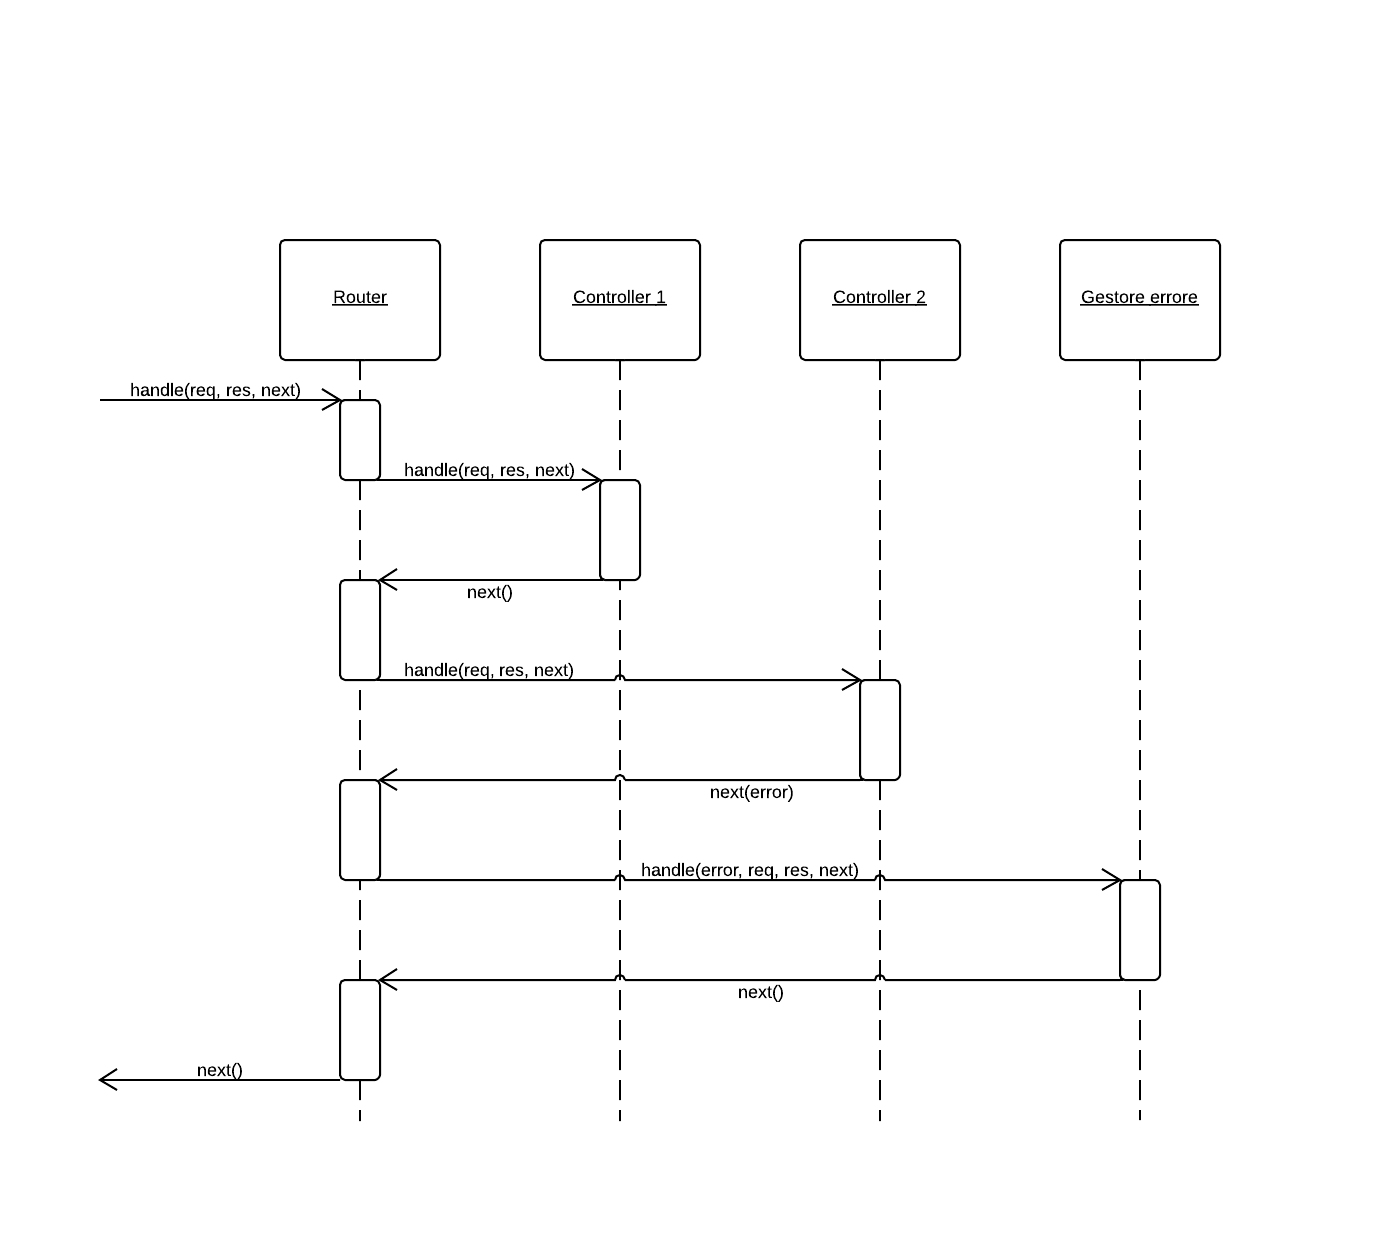 Router
Controller 1
Controller 2
Gestore errore
handle(req, res, next)
handle(req, res, next)
next()
handle(req, res, next)
next(error)
handle(error, req, res, next)
next()
next()